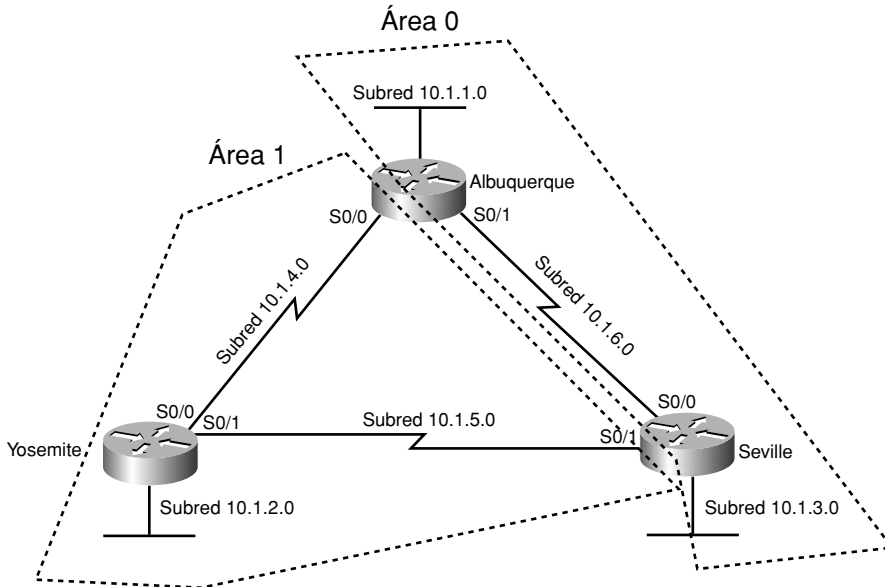 Área 0
Subred 10.1.1.0
Área 1
Albuquerque
S0/0
S0/1
Subred 10.1.4.0
Subred 10.1.6.0
S0/0
S0/0
S0/1
Subred 10.1.5.0
S0/1
Yosemite
Seville
Subred 10.1.2.0
Subred 10.1.3.0